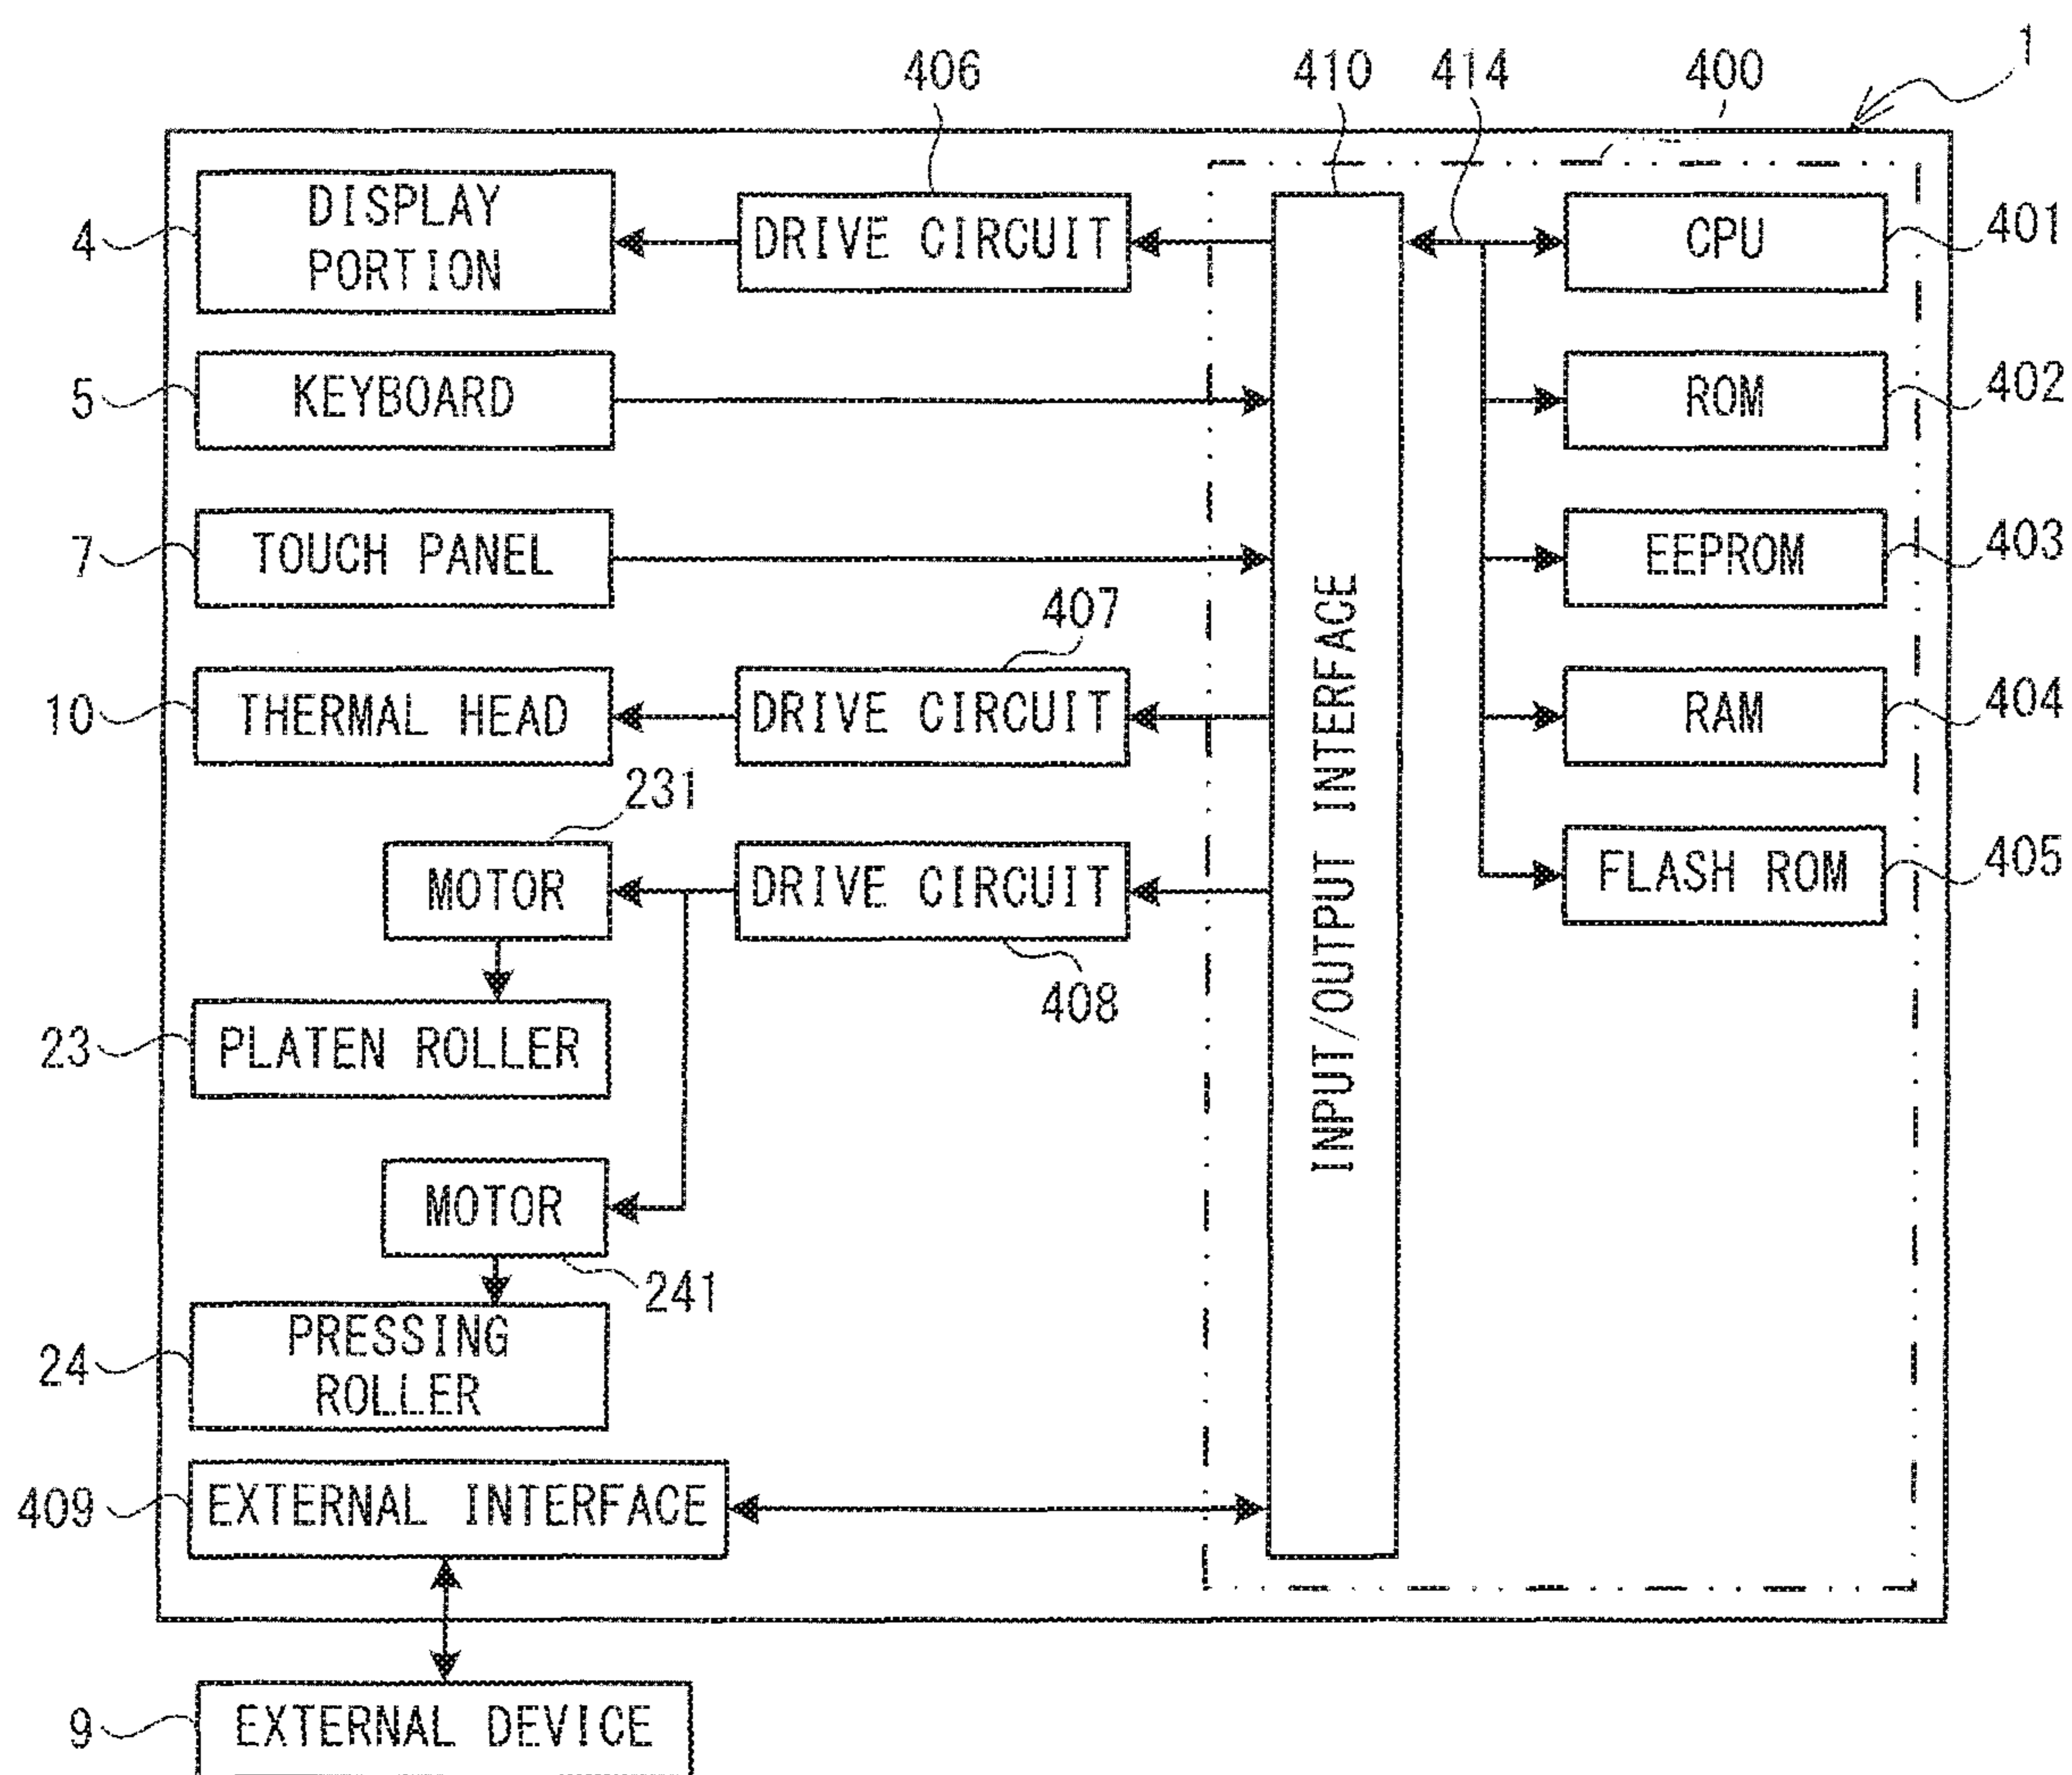 1
406
410
414
400
DISPLAY
PORTION
4
DRIVE CIRCUIT
CPU
401
KEYBOARD
5
ROM
402
TOUCH PANEL
7
EEPROM
403
407
THERMAL HEAD
10
DRIVE CIRCUIT
INPUT/OUTPUT INTERFACE
RAM
404
231
MOTOR
DRIVE CIRCUIT
FLASH ROM
405
408
PLATEN ROLLER
23
MOTOR
241
PRESSING
ROLLER
24
EXTERNAL INTERFACE
409
EXTERNAL DEVICE
9